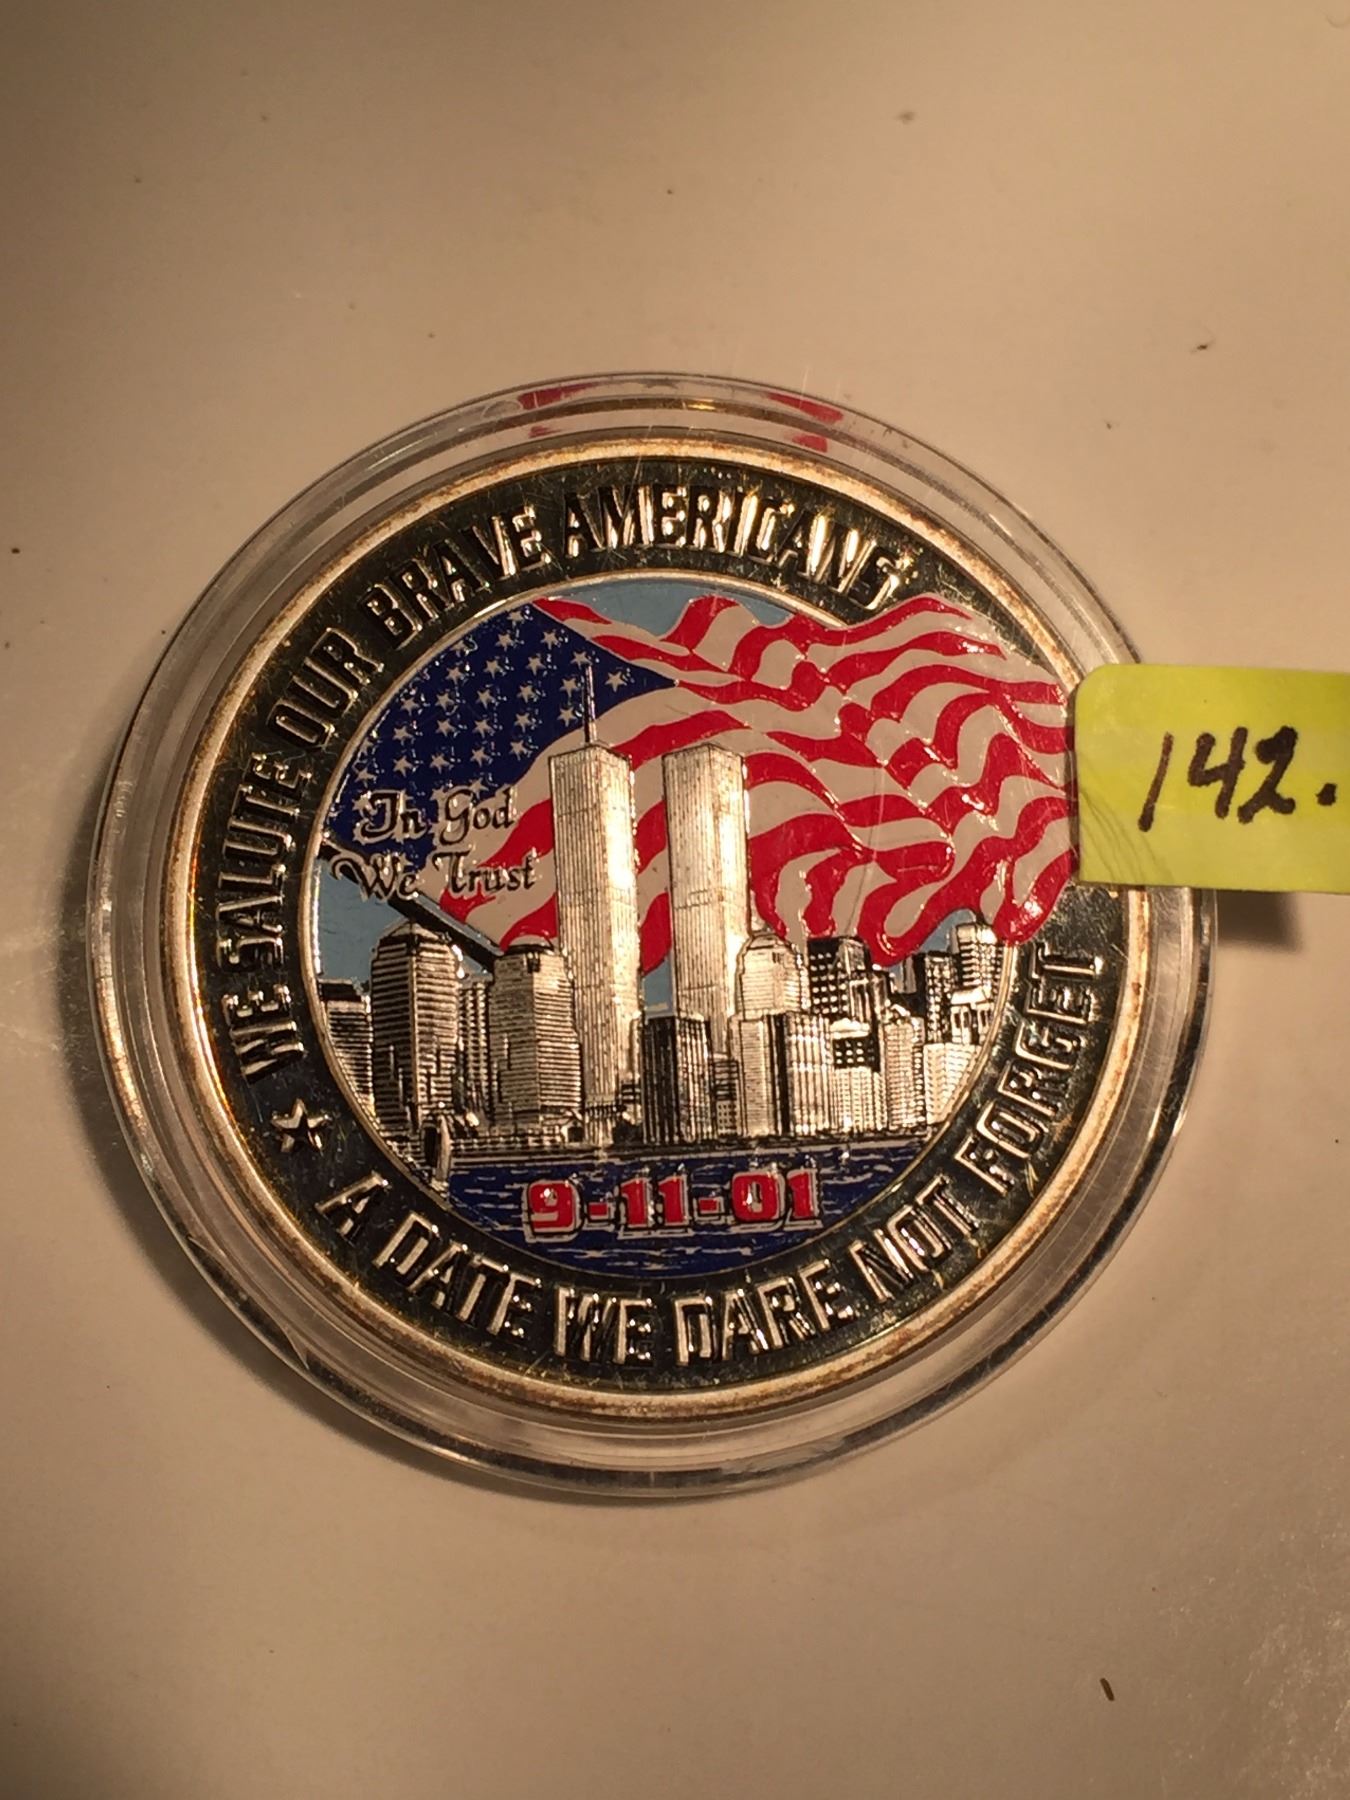 WE SALUTE OUR BRAVE AMERICANS
In God
We Trust
142.
9-11-01
★ A DATE WE DARE NOT FORGET